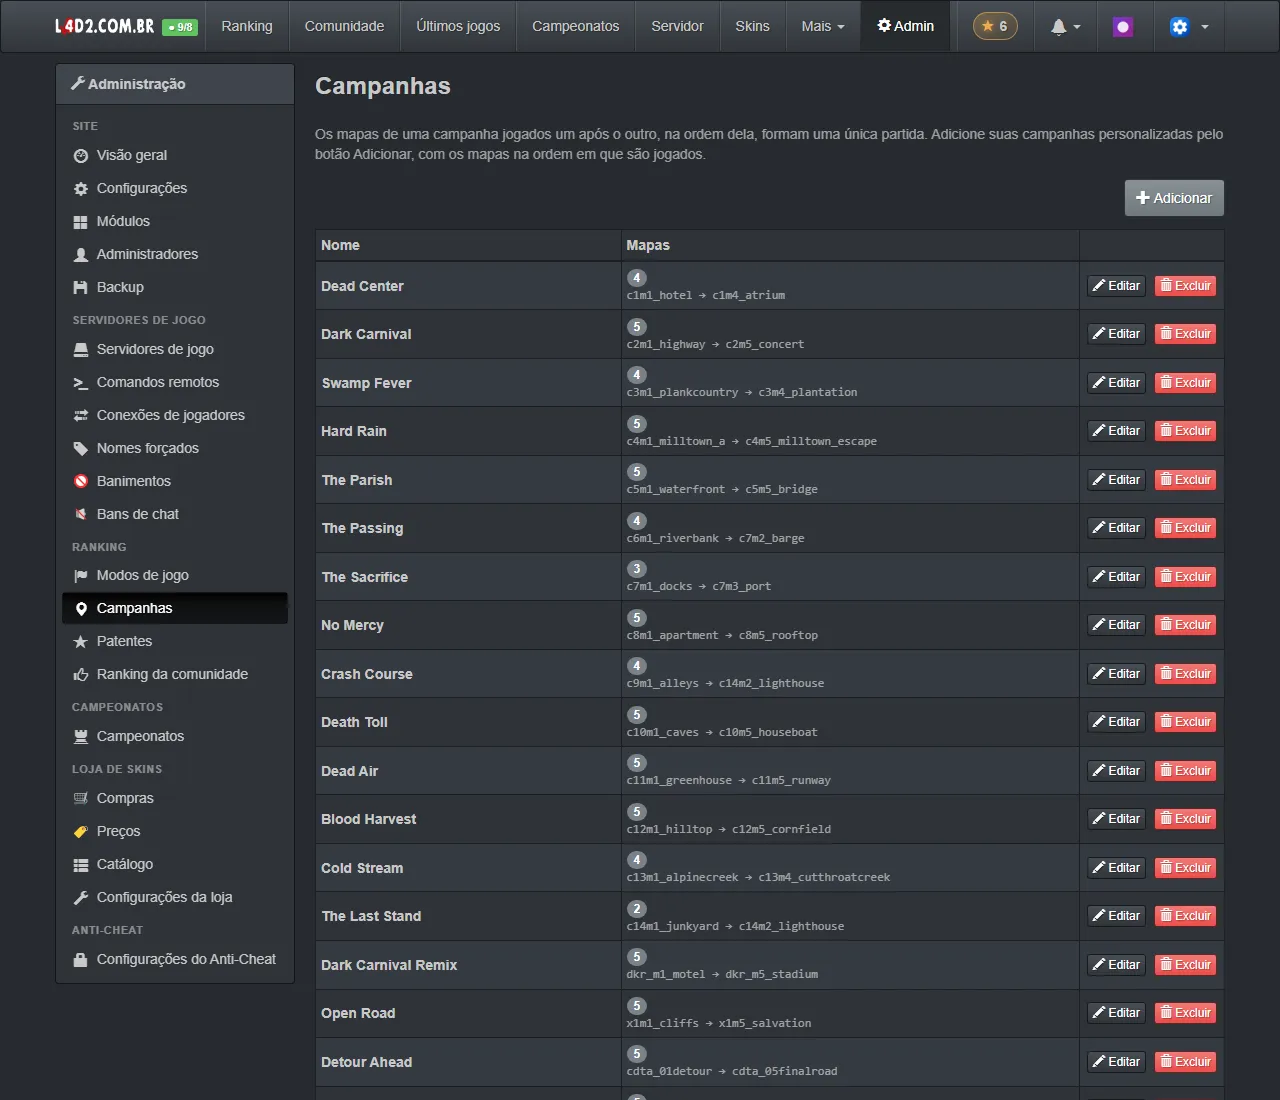 L4D2.COM.BR
9/8
Ranking
Comunidade
Últimos jogos
Campeonatos
Servidor
Skins
Mais
Admin
6
Administração
SITE
Visão geral
Configurações
Módulos
Administradores
Backup
SERVIDORES DE JOGO
Servidores de jogo
Comandos remotos
Conexões de jogadores
Nomes forçados
Banimentos
Bans de chat
RANKING
Modos de jogo
Campanhas
Patentes
Ranking da comunidade
CAMPEONATOS
Campeonatos
LOJA DE SKINS
Compras
Preços
Catálogo
Configurações da loja
ANTI-CHEAT
Configurações do Anti-Cheat
Campanhas
Os mapas de uma campanha jogados um após o outro, na ordem dela, formam uma única partida. Adicione suas campanhas personalizadas pelo
botão Adicionar, com os mapas na ordem em que são jogados.
Adicionar
Nome Mapas
Dead Center 4 Editar Excluir
c1m1_hotel → c1m4_atrium
Dark Carnival 5 Editar Excluir
c2m1_highway → c2m5_concert
Swamp Fever 4 Editar Excluir
c3m1_plankcountry → c3m4_plantation
Hard Rain 5 Editar Excluir
c4m1_milltown_a → c4m5_milltown_escape
The Parish 5 Editar Excluir
c5m1_waterfront → c5m5_bridge
The Passing 4 Editar Excluir
c6m1_riverbank → c7m2_barge
The Sacrifice 3 Editar Excluir
c7m1_docks → c7m3_port
No Mercy 5 Editar Excluir
c8m1_apartment → c8m5_rooftop
Crash Course 4 Editar Excluir
c9m1_alleys → c14m2_lighthouse
Death Toll 5 Editar Excluir
c10m1_caves → c10m5_houseboat
Dead Air 5 Editar Excluir
c11m1_greenhouse → c11m5_runway
Blood Harvest 5 Editar Excluir
c12m1_hilltop → c12m5_cornfield
Cold Stream 4 Editar Excluir
c13m1_alpinecreek → c13m4_cutthroatcreek
The Last Stand 2 Editar Excluir
c14m1_junkyard → c14m2_lighthouse
Dark Carnival Remix 5 Editar Excluir
dkr_m1_motel → dkr_m5_stadium
Open Road 5 Editar Excluir
x1m1_cliffs → x1m5_salvation
Detour Ahead 5 Editar Excluir
cdta_01detour → cdta_05finalroad